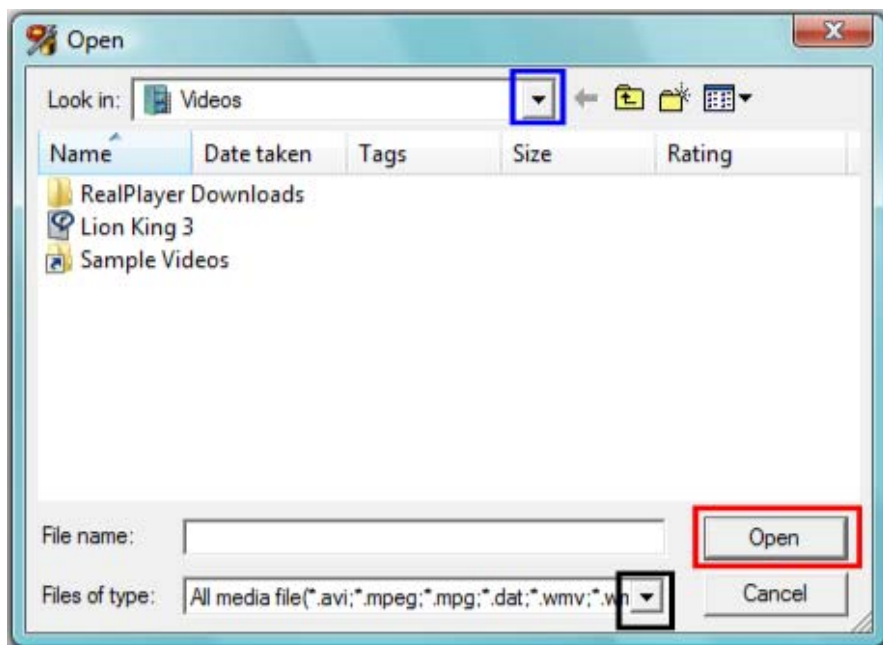 Open
Look in: Videos
Name Date taken Tags Size Rating
RealPlayer Downloads
Lion King 3
Sample Videos
File name: Open
Files of type: All media file(*.avi;*.mpeg;*.mpg;*.dat;*.wmv;*.wm Cancel